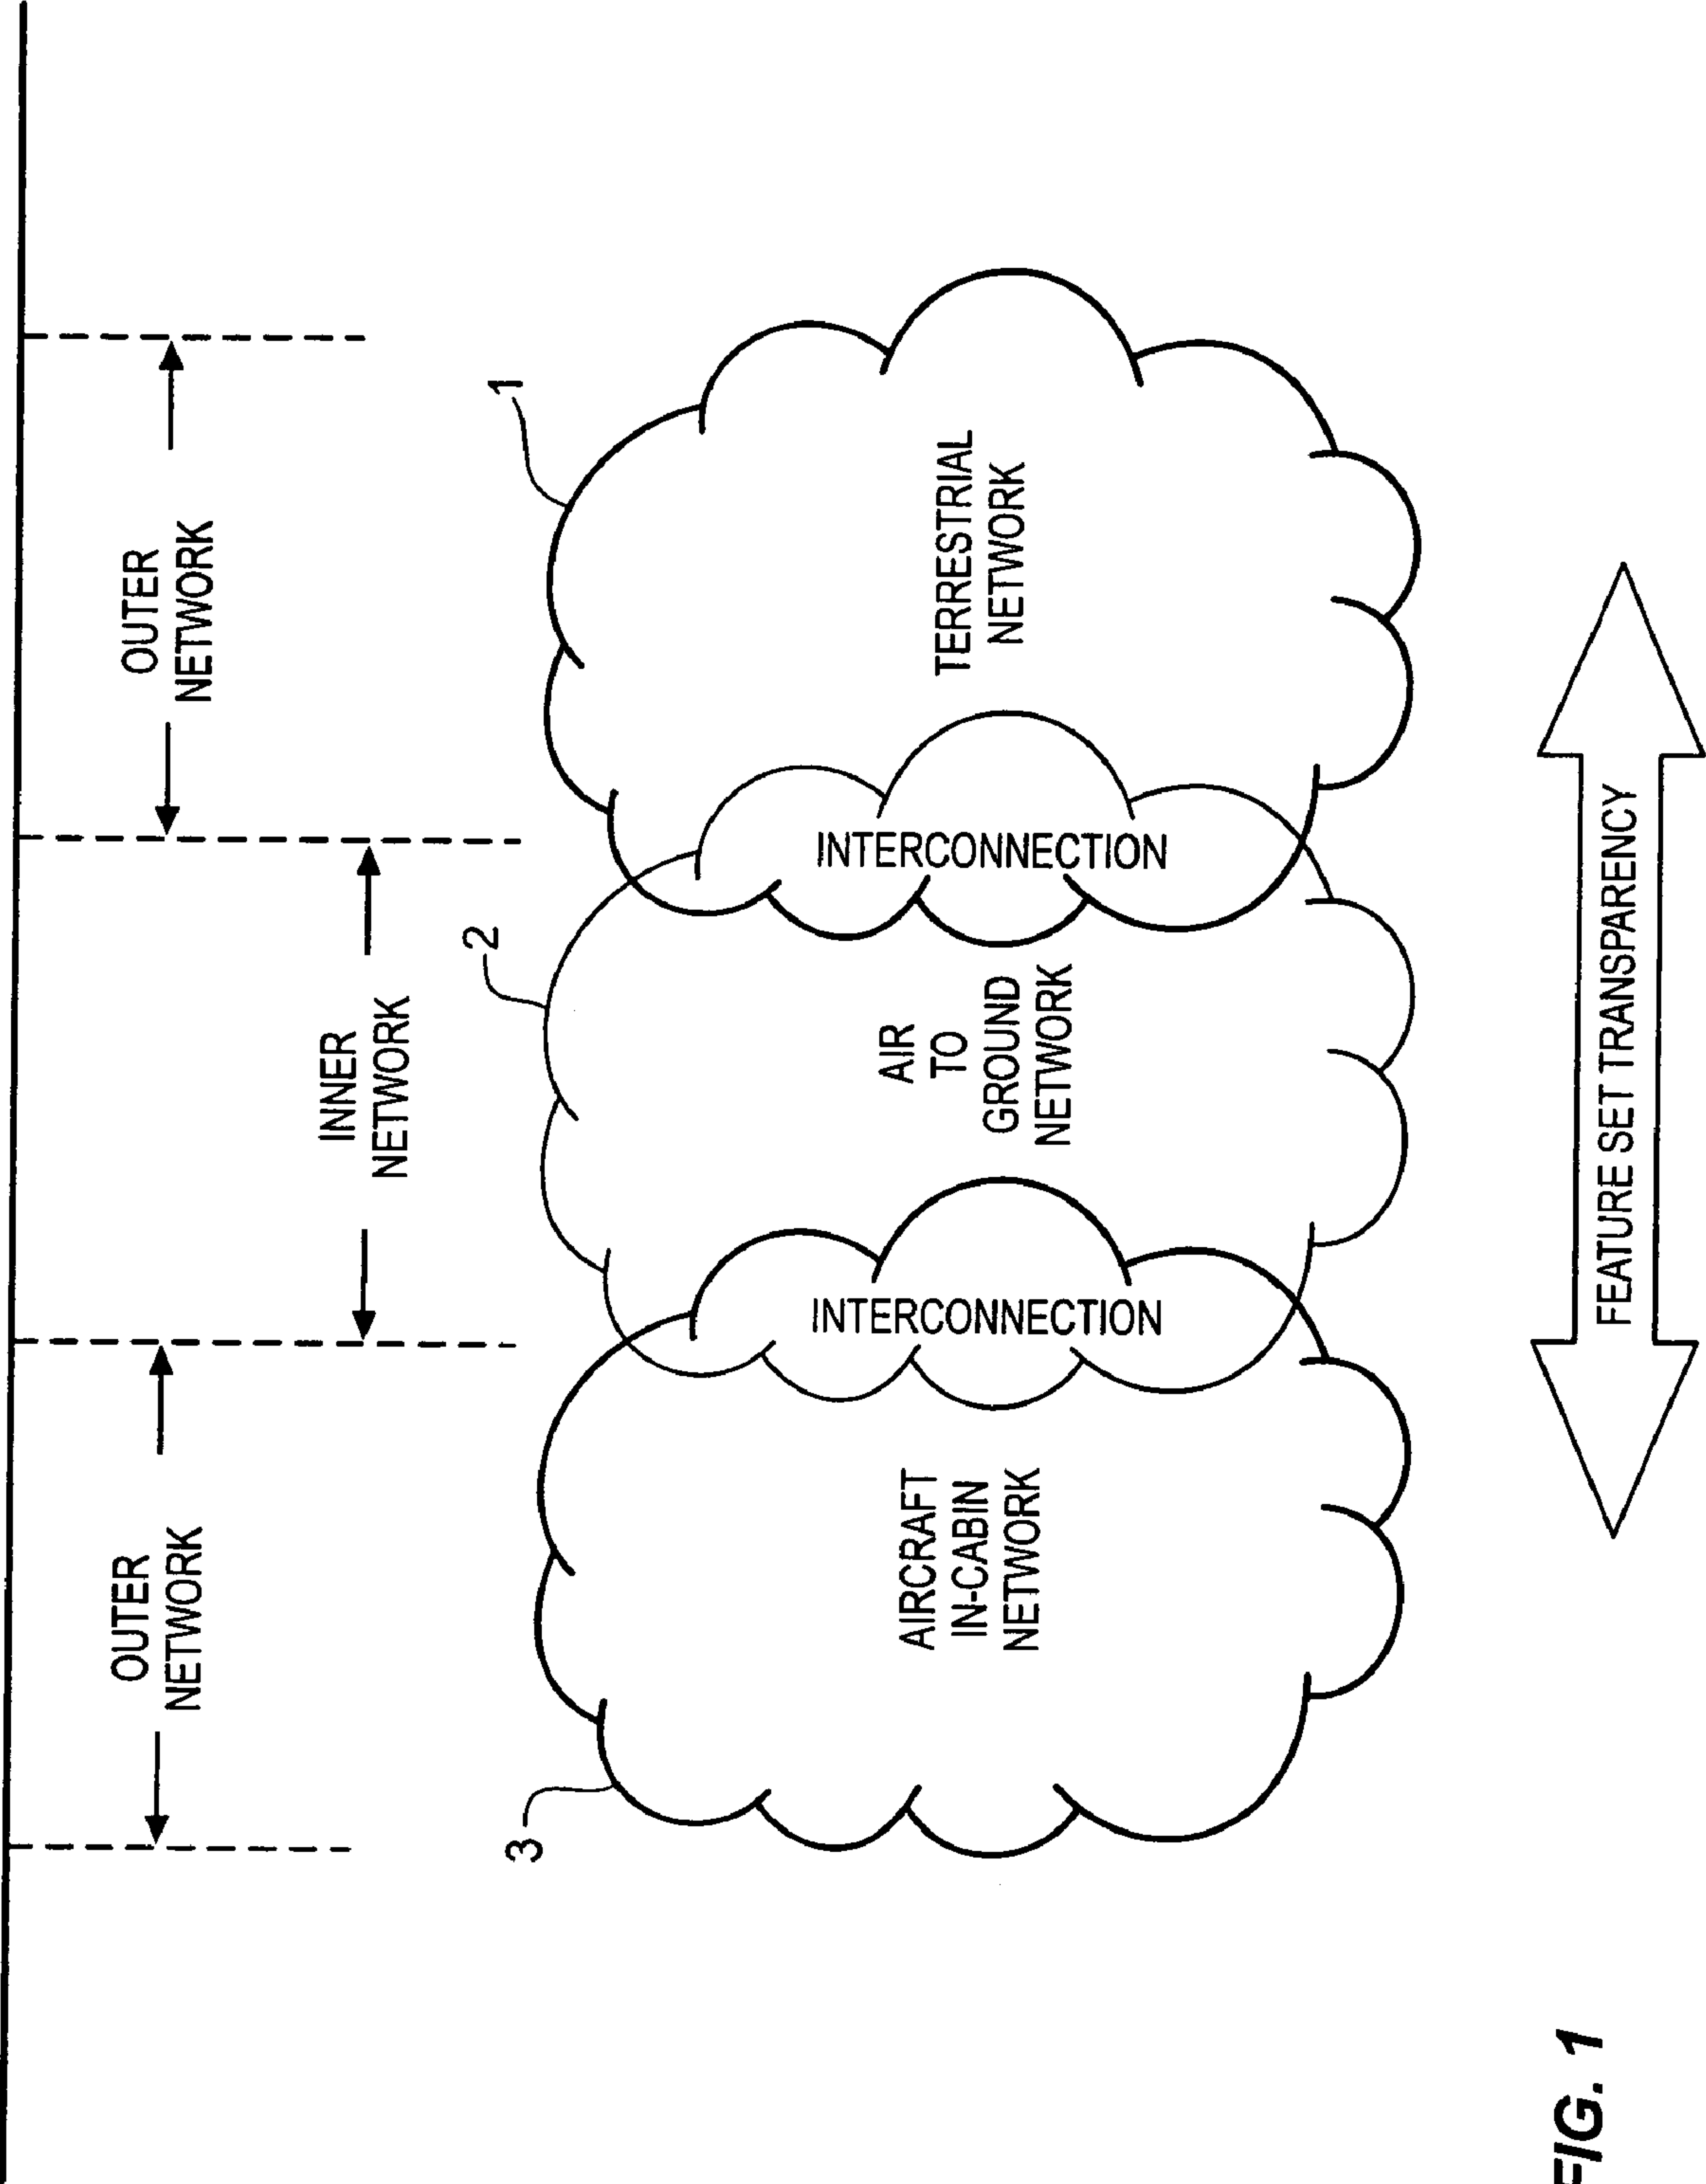 OUTER
NETWORK
INNER
NETWORK
OUTER
NETWORK
3
2
1
AIRCRAFT
IN-CABIN
NETWORK
INTERCONNECTION
AIR
TO
GROUND
NETWORK
INTERCONNECTION
TERRESTRIAL
NETWORK
FEATURE SET TRANSPARENCY
FIG. 1